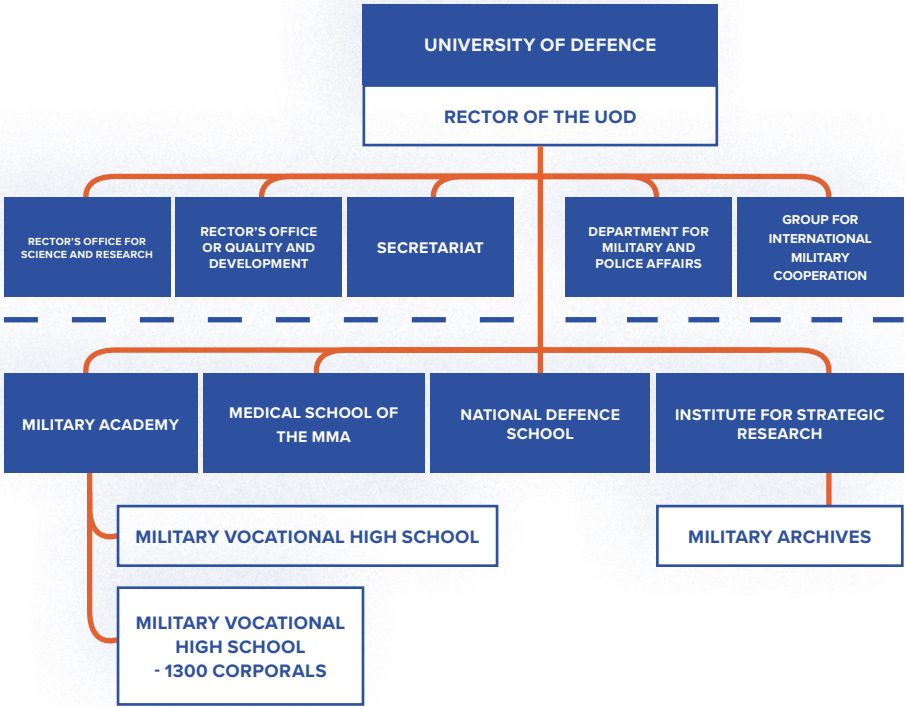 UNIVERSITY OF DEFENCE
RECTOR OF THE UOD
RECTOR'S OFFICE FOR
SCIENCE AND RESEARCH
RECTOR'S OFFICE
OR QUALITY AND
DEVELOPMENT
SECRETARIAT
DEPARTMENT FOR
MILITARY AND
POLICE AFFAIRS
GROUP FOR
INTERNATIONAL
MILITARY
COOPERATION
MILITARY ACADEMY
MEDICAL SCHOOL OF
THE MMA
NATIONAL DEFENCE
SCHOOL
INSTITUTE FOR STRATEGIC
RESEARCH
MILITARY VOCATIONAL HIGH SCHOOL
MILITARY ARCHIVES
MILITARY VOCATIONAL
HIGH SCHOOL
- 1300 CORPORALS